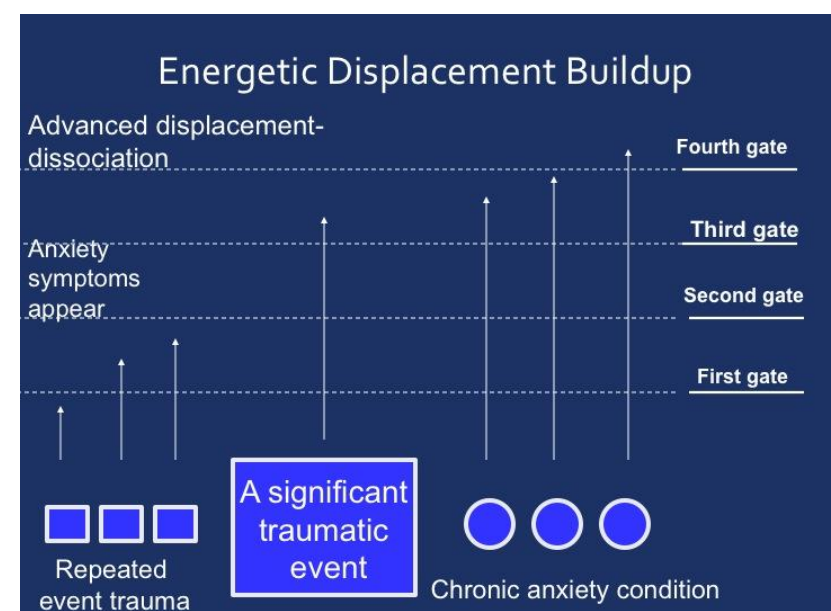 Energetic Displacement Buildup
Advanced displacement-
dissociation
Fourth gate
Third gate
Anxiety
symptoms
appear
Second gate
First gate
A significant
traumatic
event
Repeated
event trauma
Chronic anxiety condition